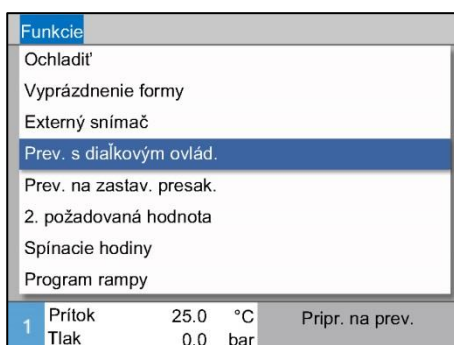 Funkcie
Ochladiť
Vyprázdnenie formy
Externý snímač
Prev. s diaľkovým ovlád.
Prev. na zastav. presak.
2. požadovaná hodnota
Spínacie hodiny
Program rampy
1 Prítok 25.0 °C Pripr. na prev.
Tlak 0.0 bar